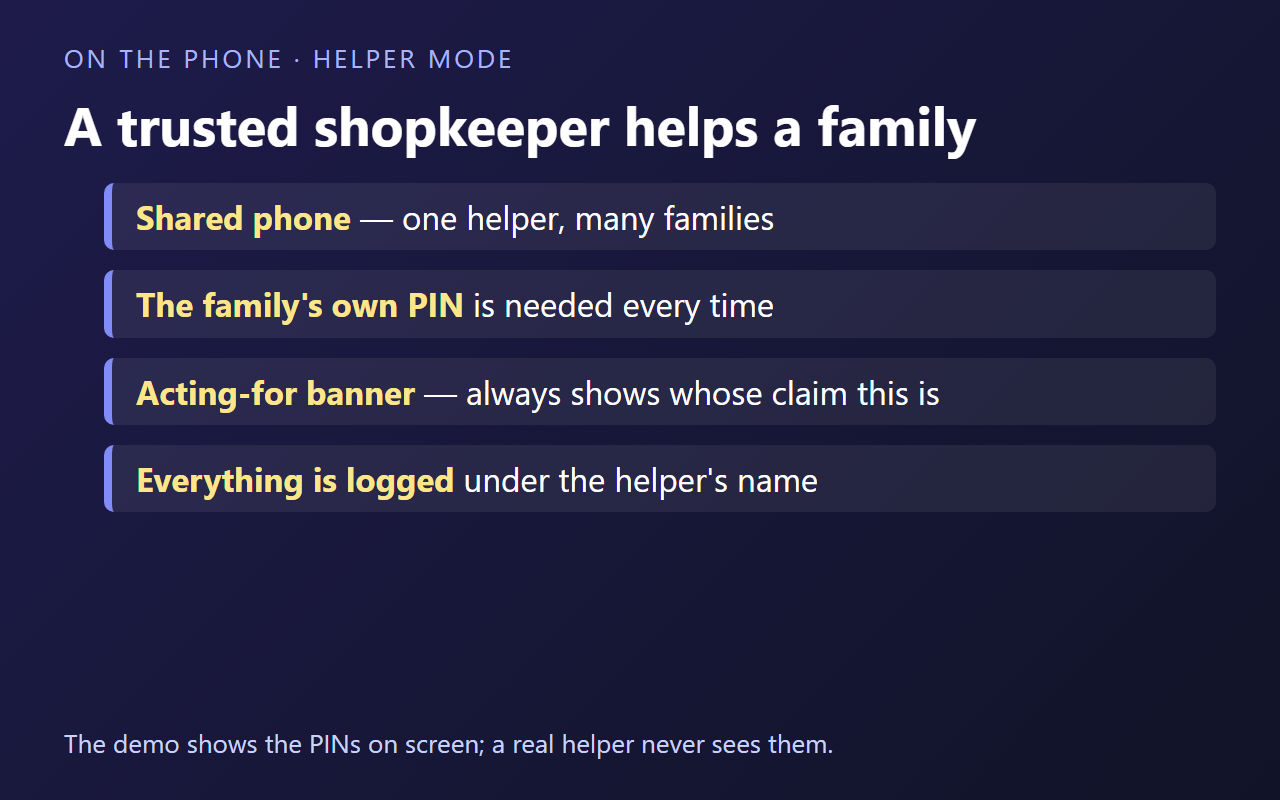 ON THE PHONE · HELPER MODE
A trusted shopkeeper helps a family
Shared phone — one helper, many families
The family's own PIN is needed every time
Acting-for banner — always shows whose claim this is
Everything is logged under the helper's name
The demo shows the PINs on screen; a real helper never sees them.